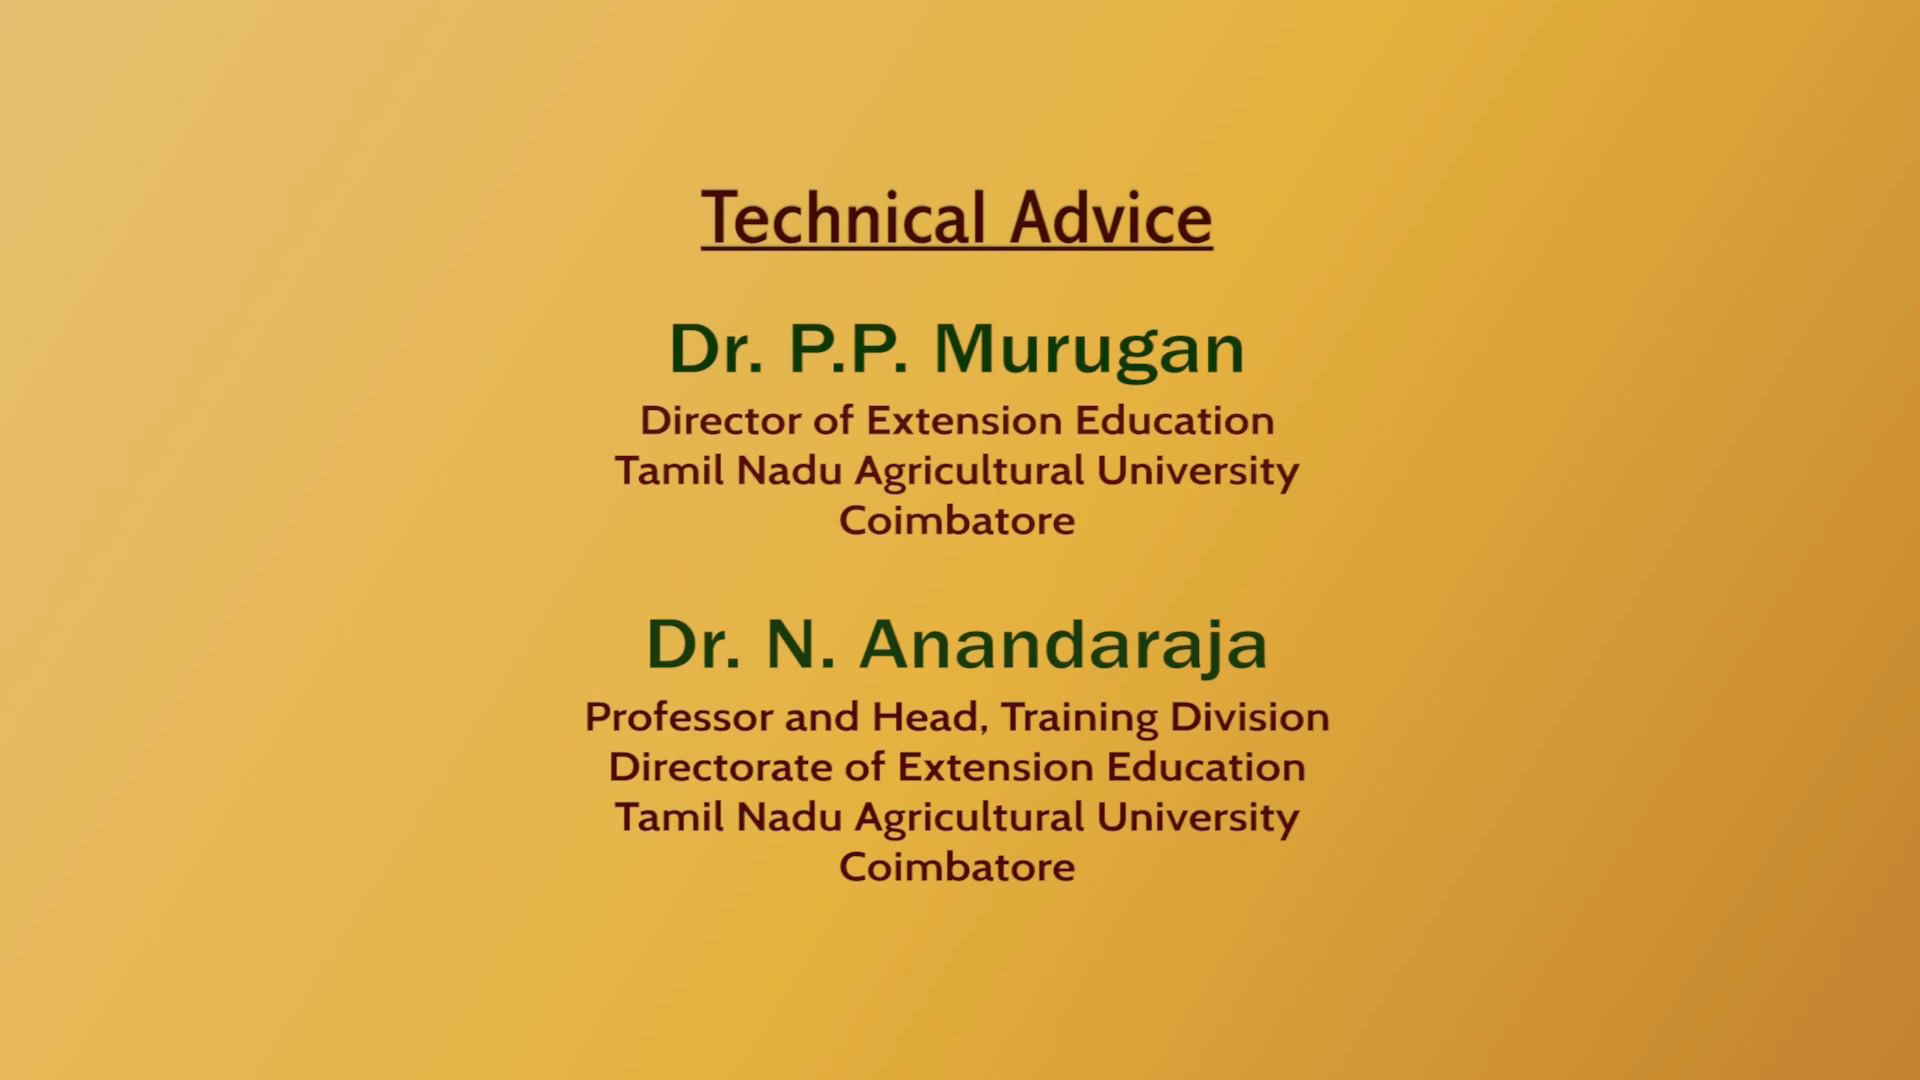 Technical Advice
Dr. P.P. Murugan
Director of Extension Education
Tamil Nadu Agricultural University
Coimbatore
Dr. N. Anandaraja
Professor and Head, Training Division
Directorate of Extension Education
Tamil Nadu Agricultural University
Coimbatore